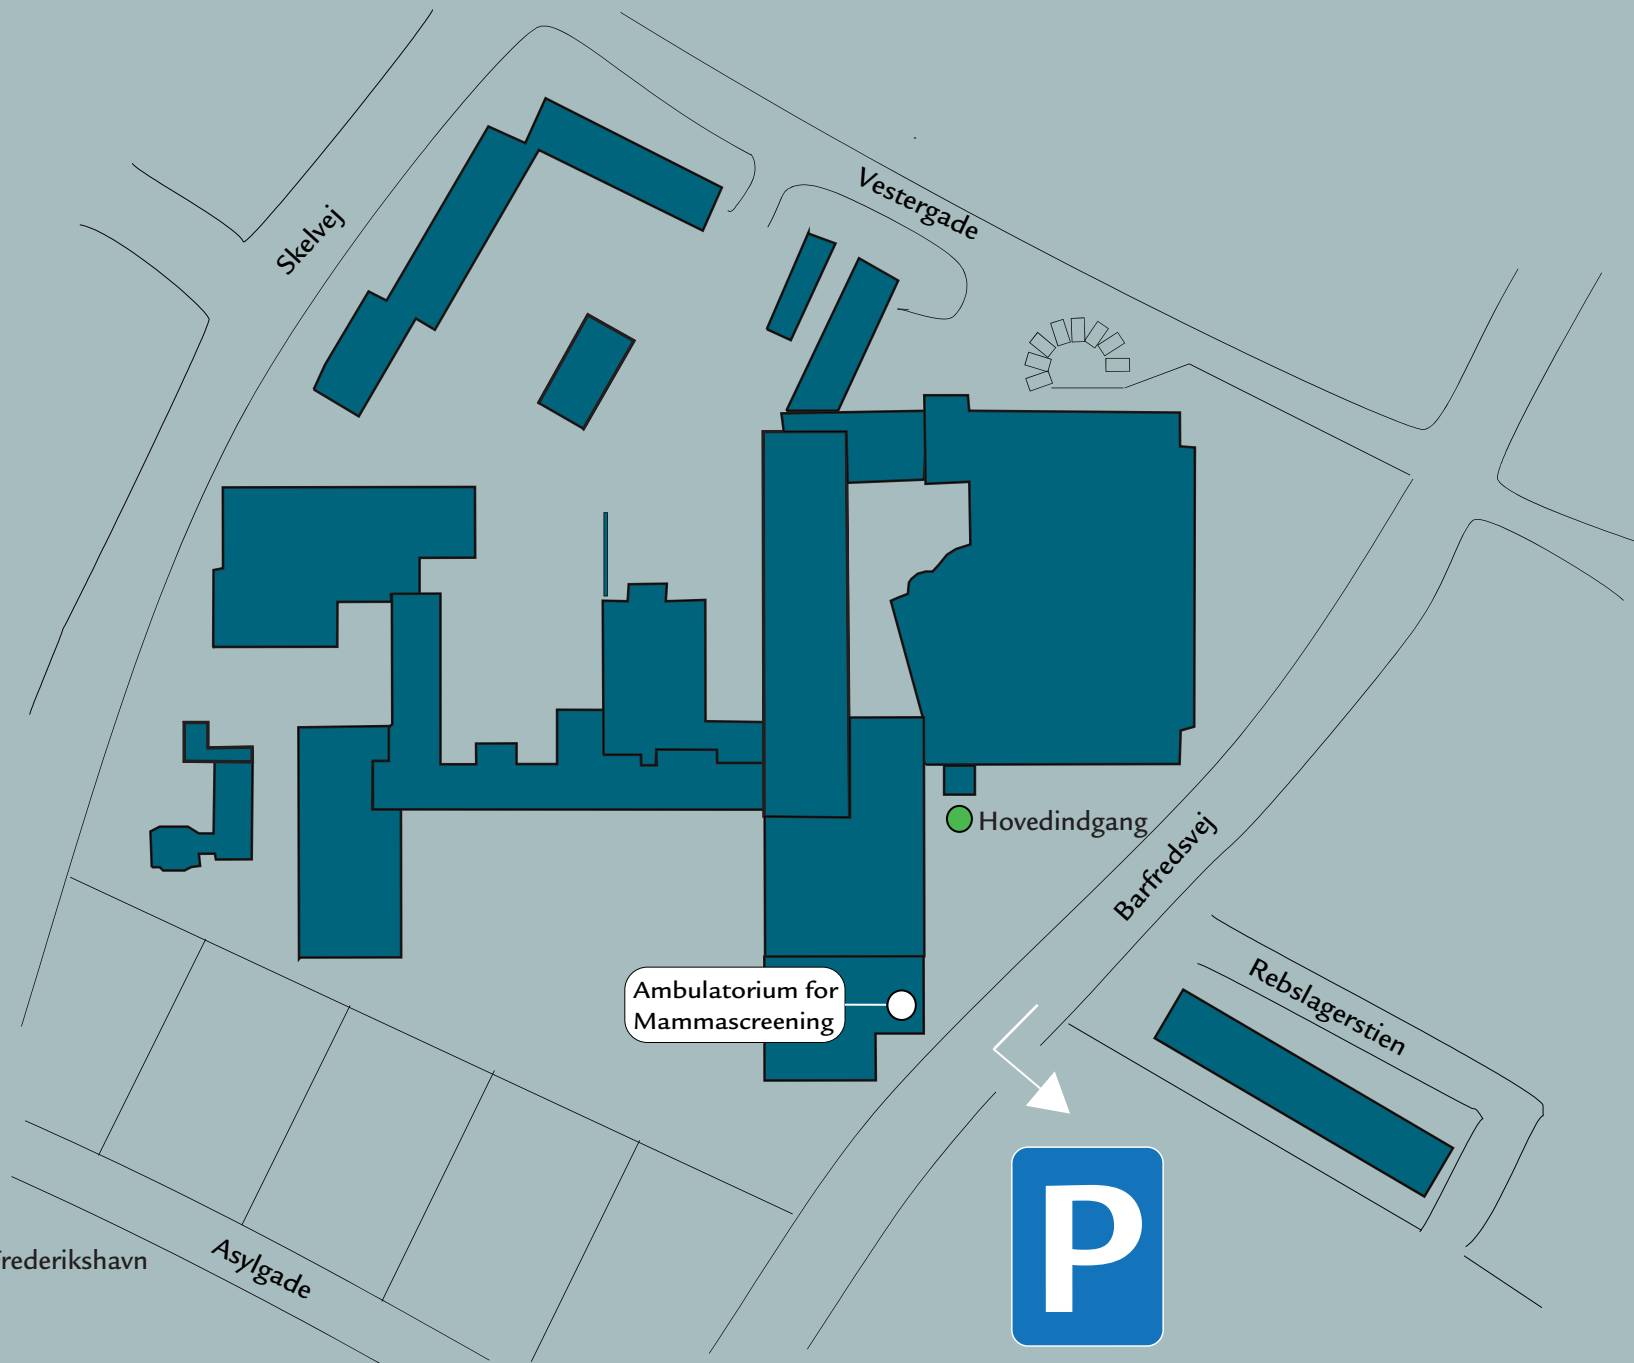 Vestergade
Skelvej
Hovedindgang
Barfredsvej
Ambulatorium for
Mammascreening
Rebslagerstien
P
Asylgade
rederikshavn